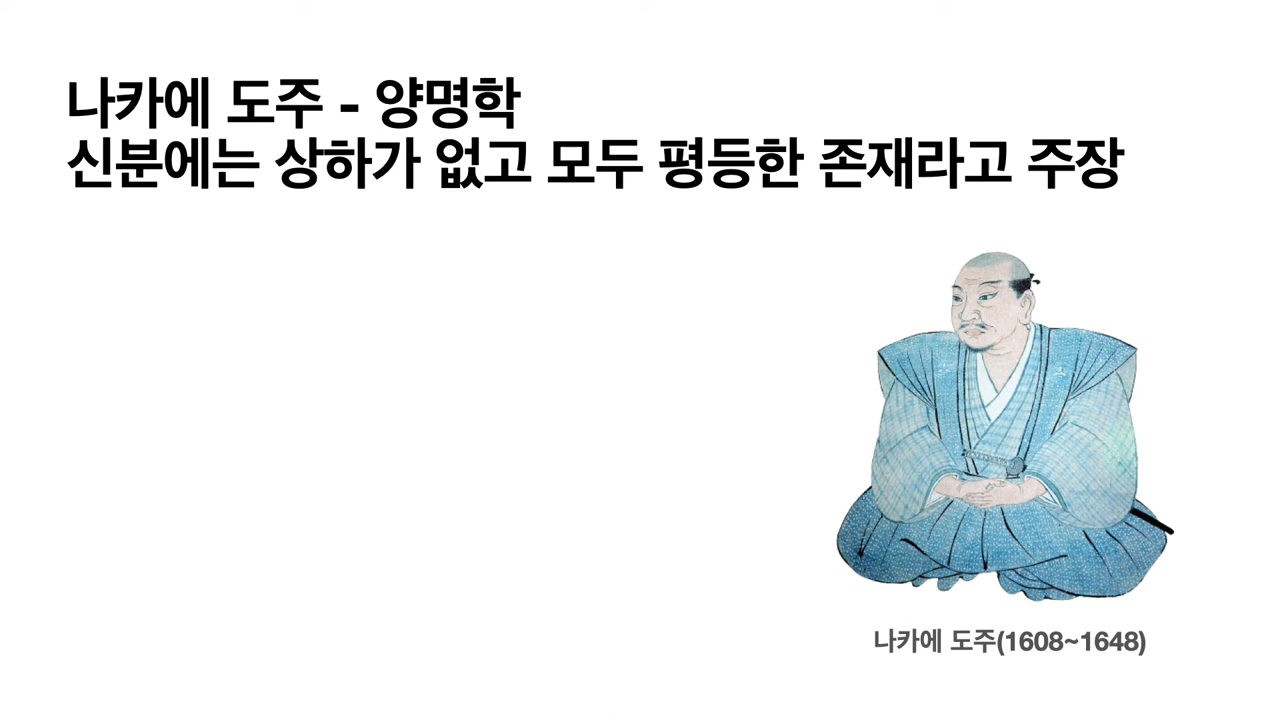 나카에 도주 - 양명학
신분에는 상하가 없고 모두 평등한 존재라고 주장
나카에 도주(1608~1648)